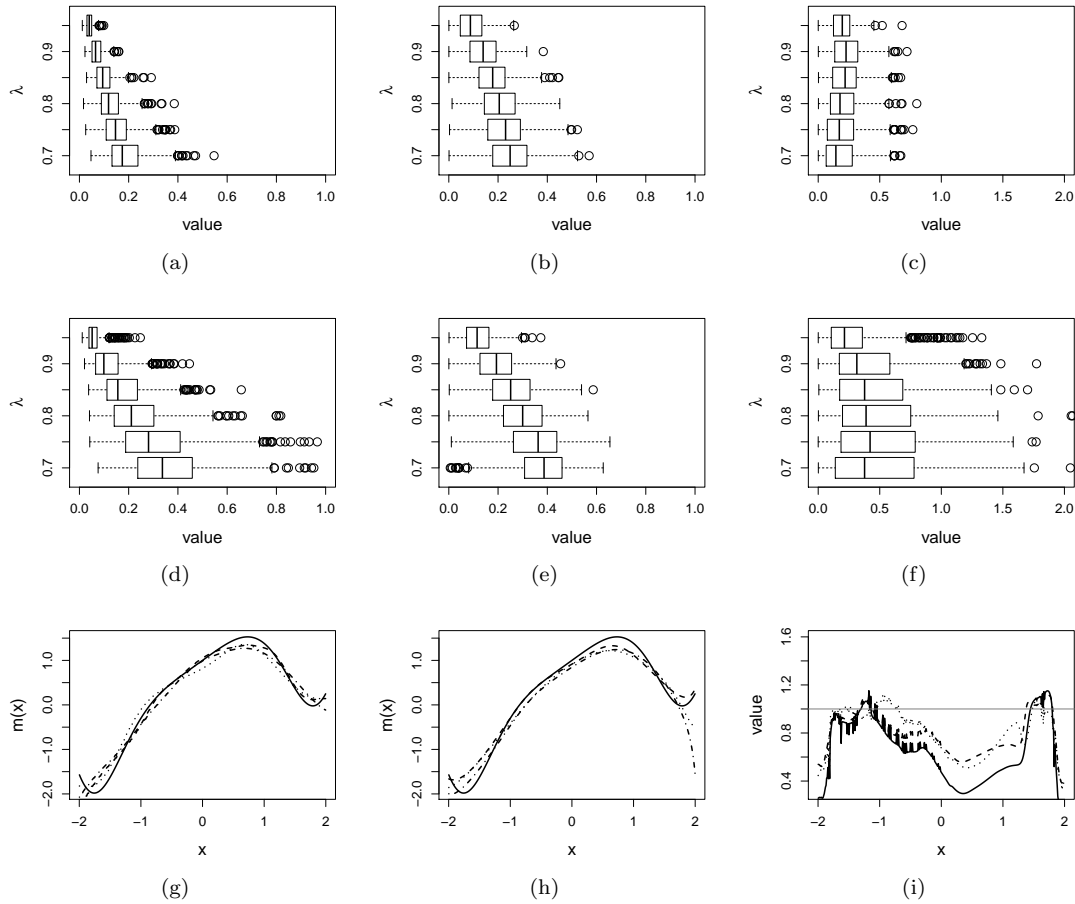 λ
0.7 0.8 0.9
0.0 0.2 0.4 0.6 0.8 1.0
value
(a)
λ
0.7 0.8 0.9
0.0 0.2 0.4 0.6 0.8 1.0
value
(b)
λ
0.7 0.8 0.9
0.0 0.5 1.0 1.5 2.0
value
(c)
λ
0.7 0.8 0.9
0.0 0.2 0.4 0.6 0.8 1.0
value
(d)
λ
0.7 0.8 0.9
0.0 0.2 0.4 0.6 0.8 1.0
value
(e)
λ
0.7 0.8 0.9
0.0 0.5 1.0 1.5 2.0
value
(f)
m(x)
−2.0 −1.0 0.0 1.0
−2 −1 0 1 2
x
(g)
m(x)
−2.0 −1.0 0.0 1.0
−2 −1 0 1 2
x
(h)
value
0.4 0.8 1.2 1.6
−2 −1 0 1 2
x
(i)